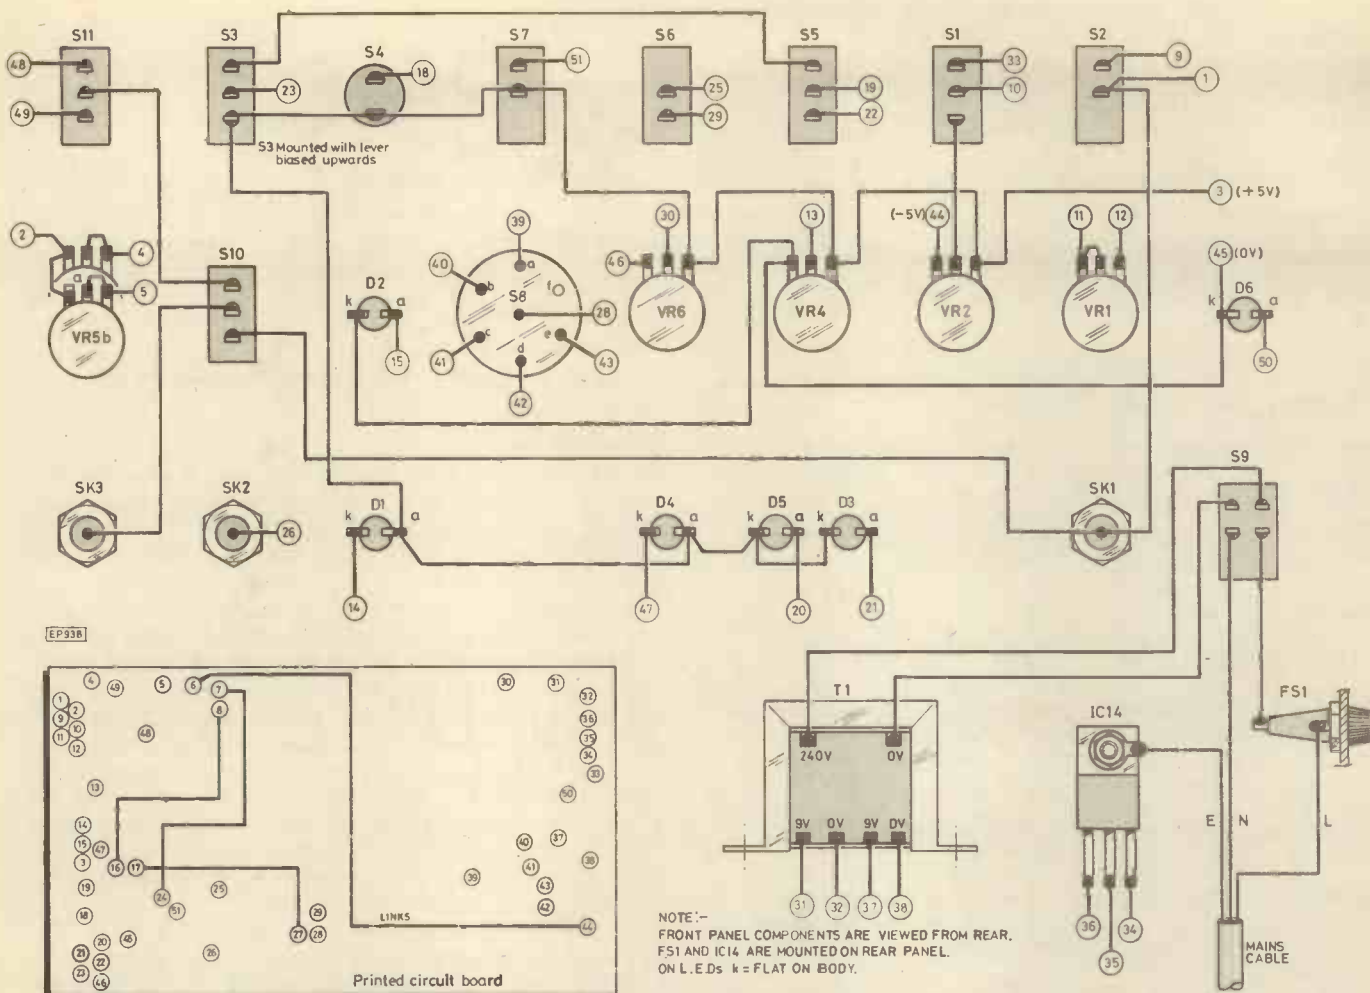 S11 S3 S4 S7 S6 S5 S1 S2
48 18 51 33 9
23 25 19 10 1
49 29 22
S3 Mounted with lever
biased upwards
2 4 39 30 13 (-5V) 44 11 12 3 (+5V)
a 5 S10 40 a 46 45 (0V)
D2 b S8 f k D6 a
VR5b k a 28 VR6 VR4 VR2 VR1
c e
15 41 d 43 50
42
S9
SK3 SK2 D1 D4 D5 D3 SK1
k a k a k a k a
26
14 47 20 21
EP93B
4 49 5 6 7 30 31 32
1 2 8 36
9 10 48 35
11 12 34
33
13 50
14 37
15 47 40 38
3 16 17 41
19 25 39 43
24 51 29 42
18 LINKS 44
20 45 27 28
21 22 26
23 46
Printed circuit board
T1 IC14 FS1
240V 0V
9V 0V 9V 0V E N L
31 32 37 38
36 34
35
NOTE:-
FRONT PANEL COMPONENTS ARE VIEWED FROM REAR.
FS1 AND IC14 ARE MOUNTED ON REAR PANEL.
ON L.E.Ds k = FLAT ON BODY.
MAINS
CABLE